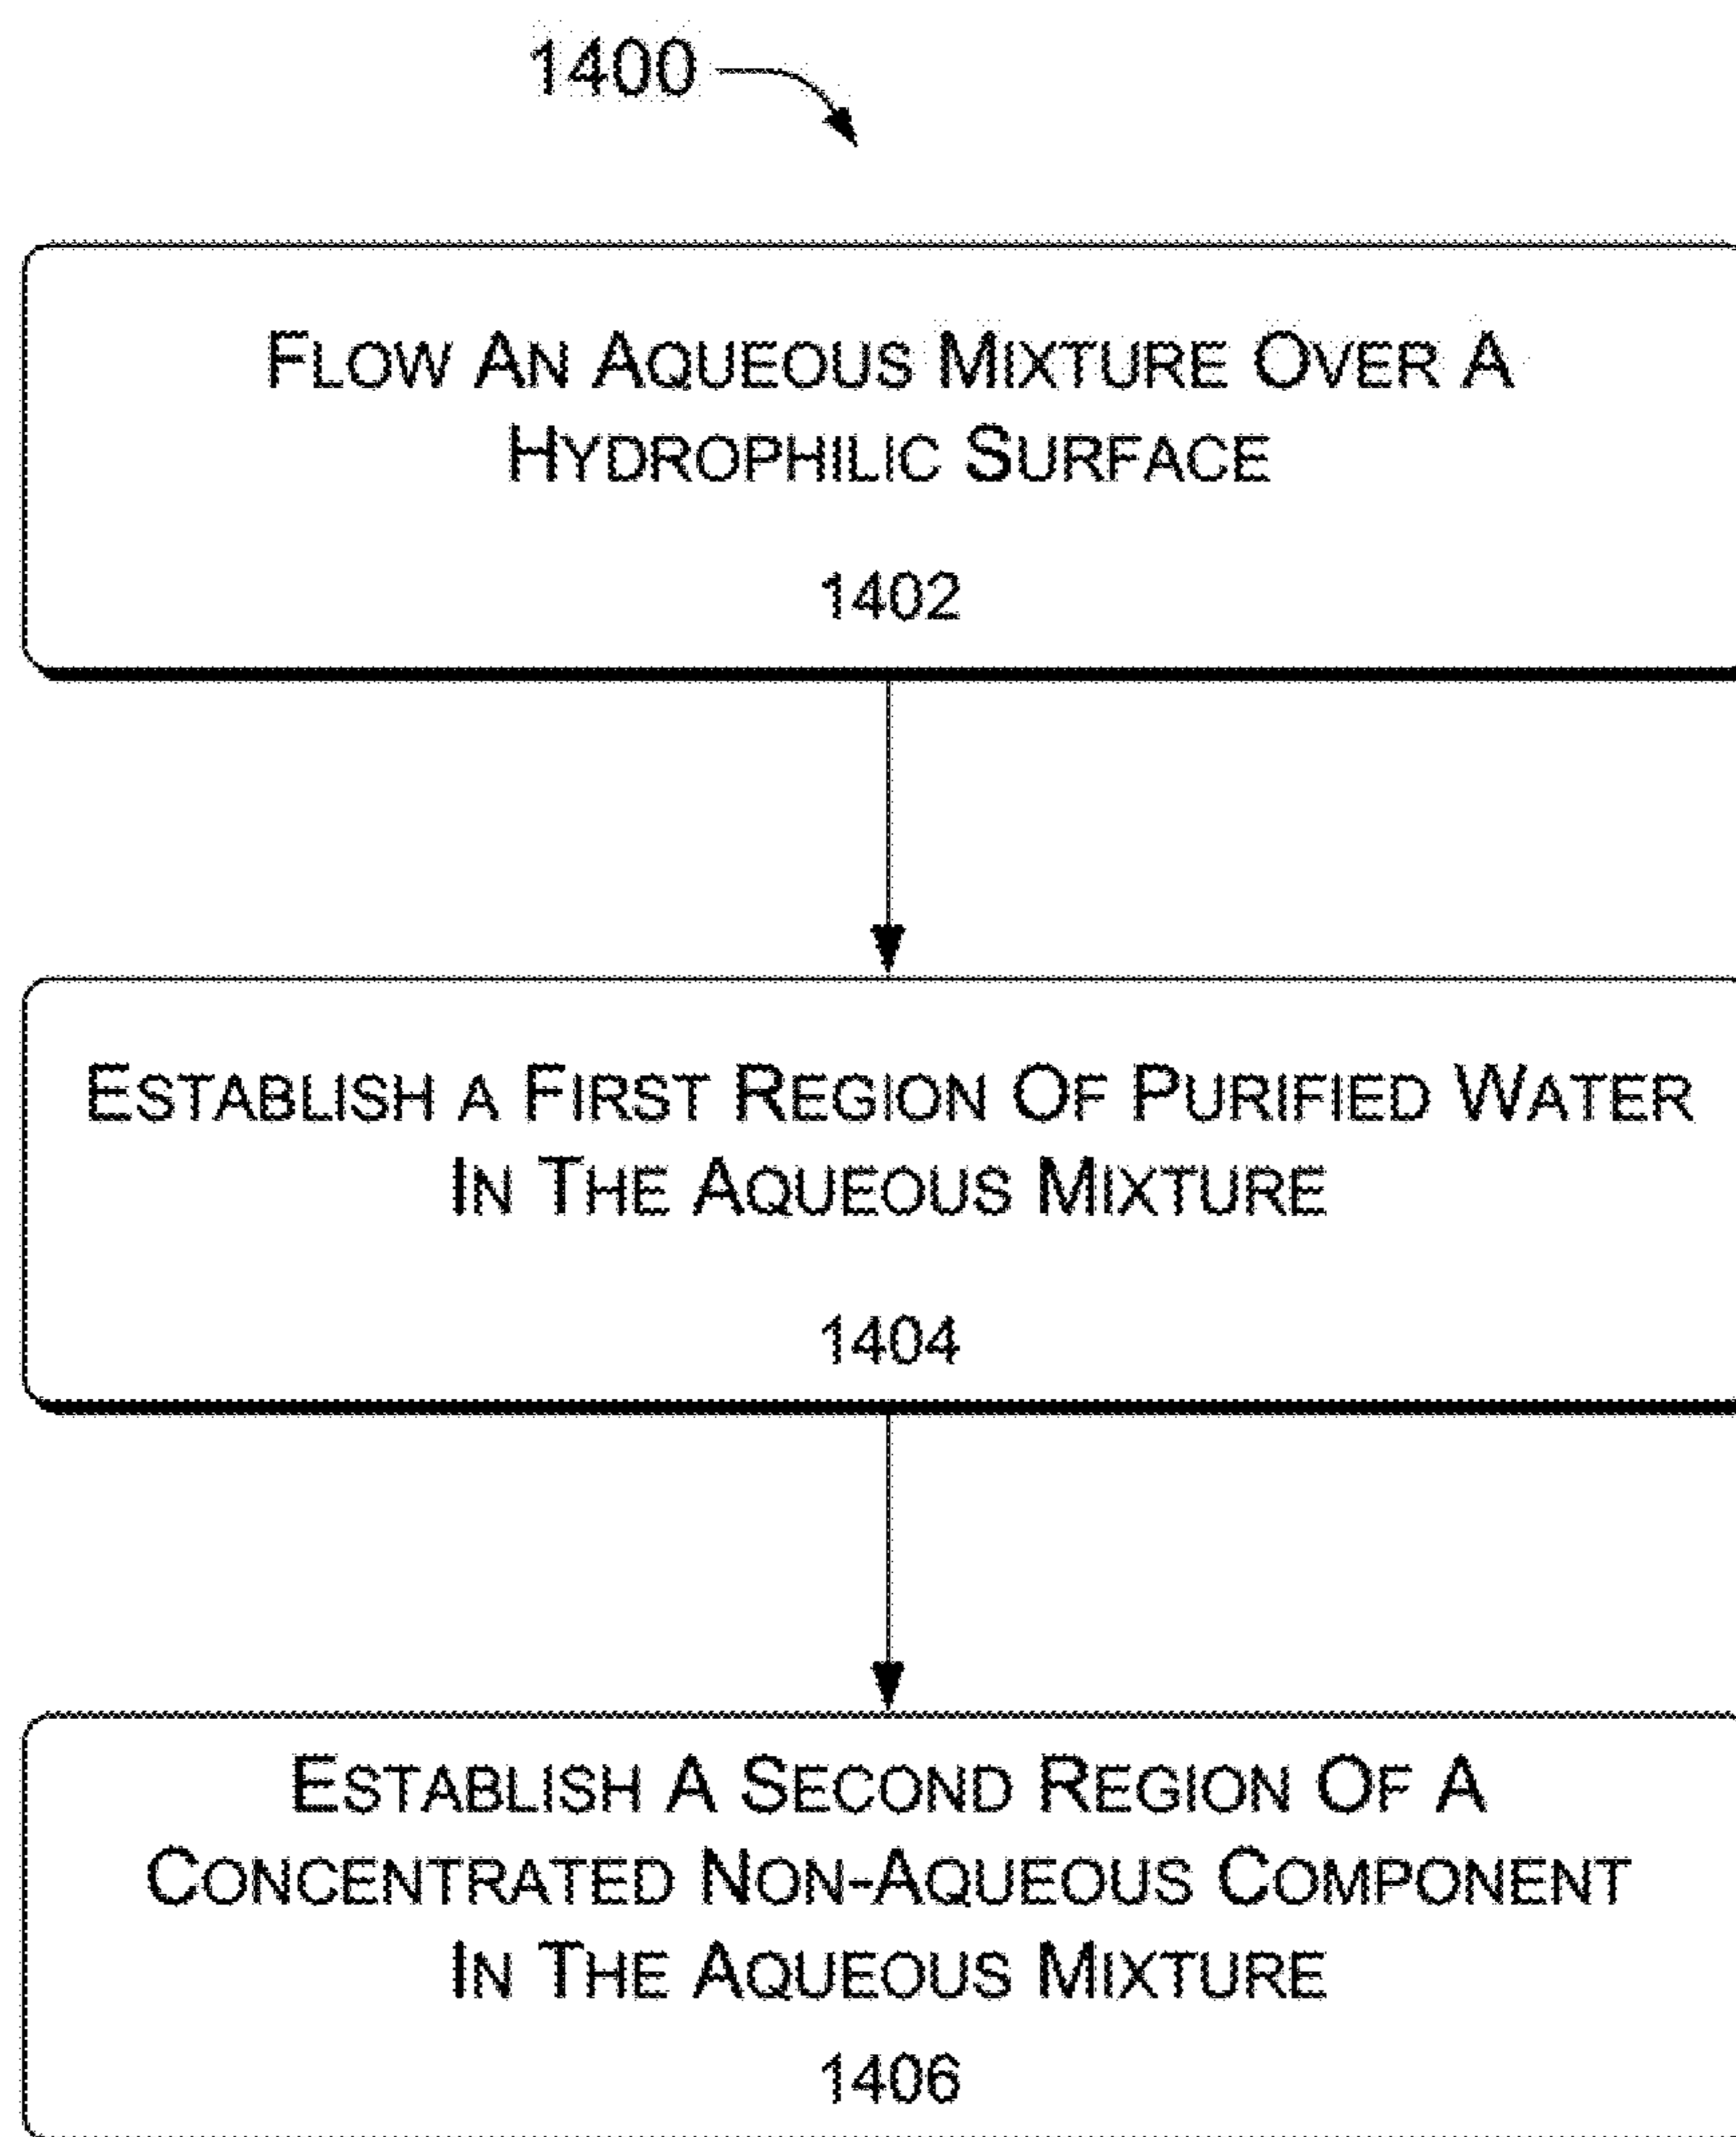 1400
FLOW AN AQUEOUS MIXTURE OVER A
HYDROPHILIC SURFACE
1402
ESTABLISH A FIRST REGION OF PURIFIED WATER
IN THE AQUEOUS MIXTURE
1404
ESTABLISH A SECOND REGION OF A
CONCENTRATED NON-AQUEOUS COMPONENT
IN THE AQUEOUS MIXTURE
1406